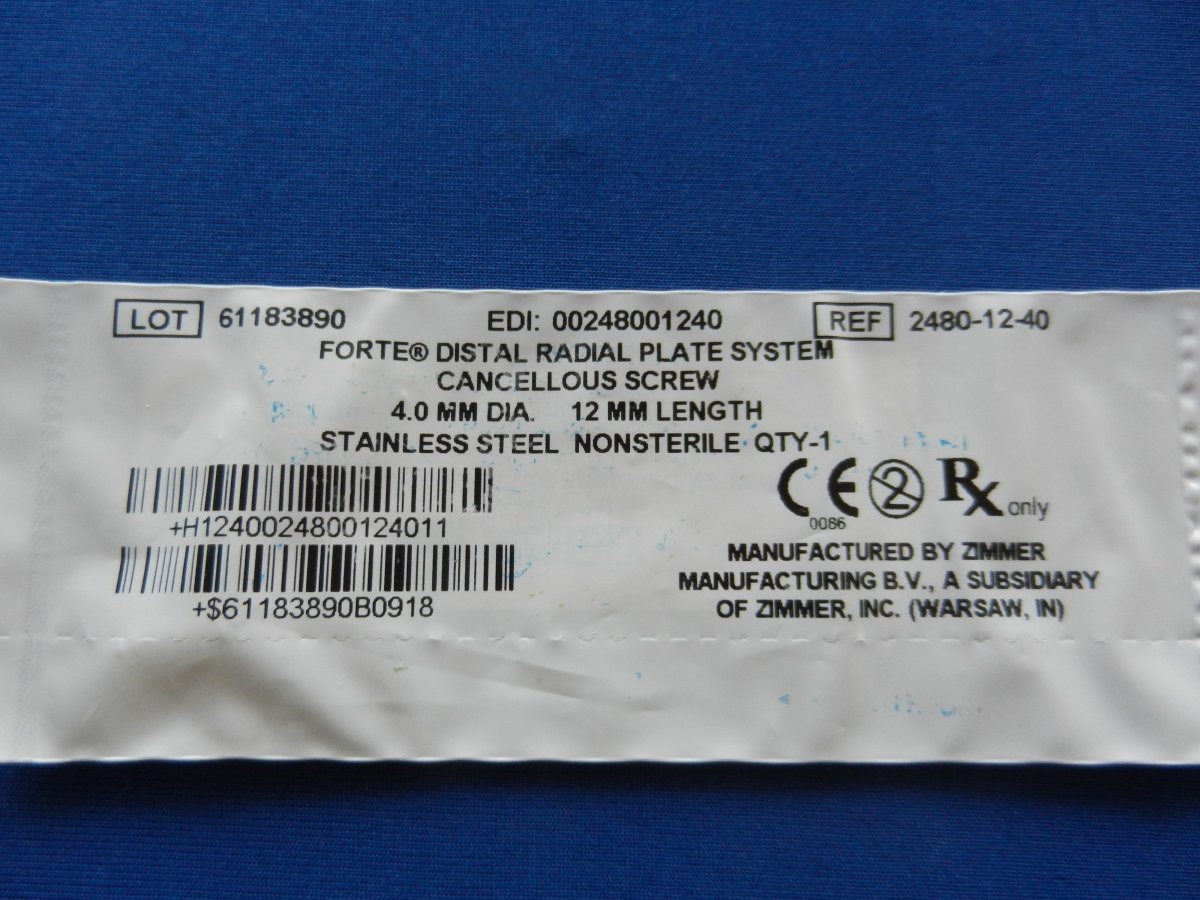 LOT 61183890 EDI: 00248001240 REF 2480-12-40
FORTE® DISTAL RADIAL PLATE SYSTEM
CANCELLOUS SCREW
4.0 MM DIA. 12 MM LENGTH
STAINLESS STEEL NONSTERILE QTY-1
+H1240024800124011
+$61183890B0918
CE 2 Rx only
0086
MANUFACTURED BY ZIMMER
MANUFACTURING B.V., A SUBSIDIARY
OF ZIMMER, INC. (WARSAW, IN)